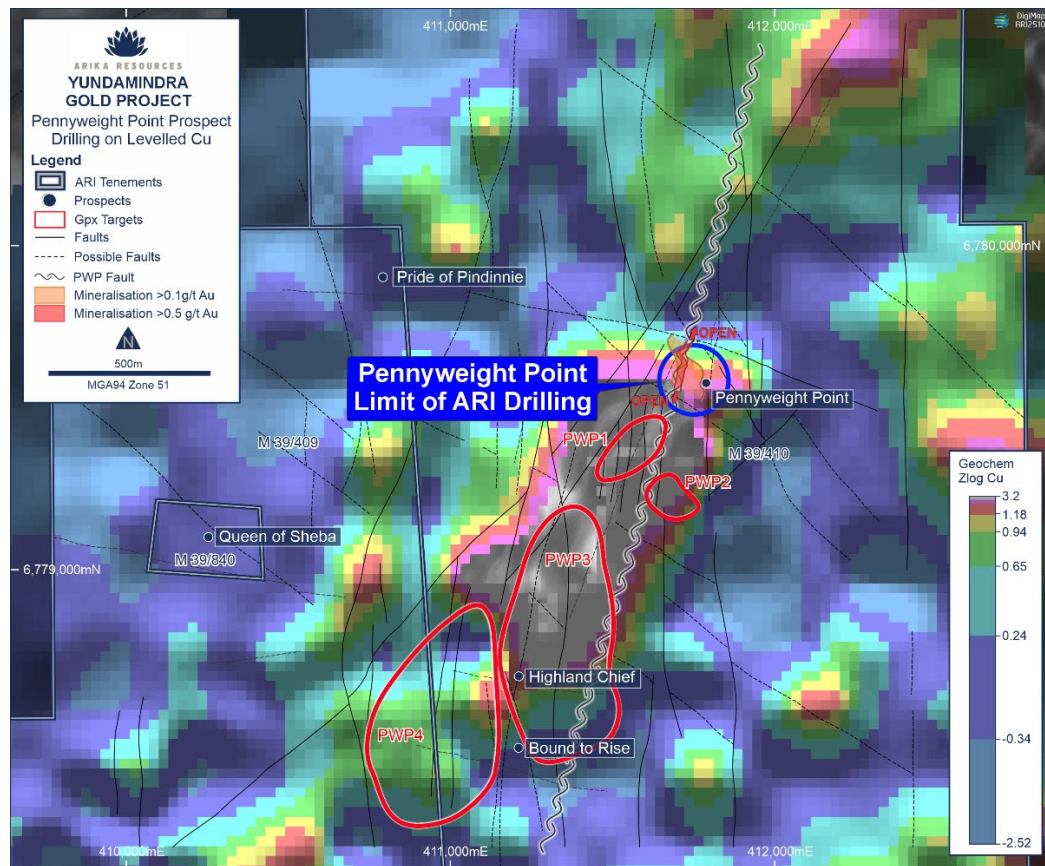 411,000mE
412,000mE
DigiMap
ARI2510
ARIKA RESOURCES
YUNDAMINDRA
GOLD PROJECT
Pennyweight Point Prospect
Drilling on Levelled Cu
Legend
ARI Tenements
Prospects
Gpx Targets
Faults
Possible Faults
PWP Fault
Mineralisation >0.1g/t Au
Mineralisation >0.5 g/t Au
N
500m
MGA94 Zone 51
6,780,000mN
Pride of Pindinnie
OPEN
Pennyweight Point
Limit of ARI Drilling
OPEN
Pennyweight Point
PWP1
M 39/409
M 39/410
PWP2
Geochem
Zlog Cu
3.2
1.18
0.94
0.65
0.24
-0.34
-2.52
Queen of Sheba
M 39/840
PWP3
6,779,000mN
Highland Chief
PWP4
Bound to Rise
410,000mE
411,000mE
412,000mE